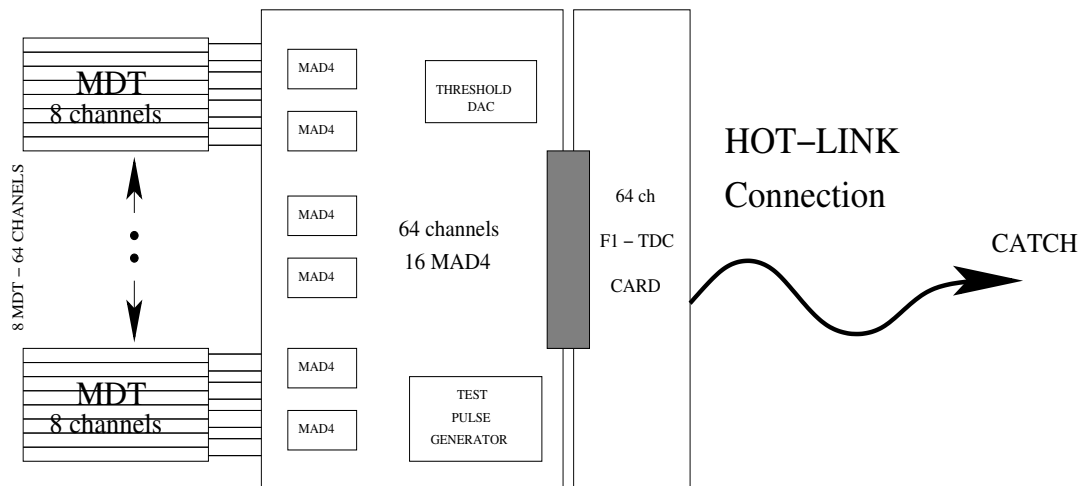 MDT
8 channels
8 MDT – 64 CHANNELS
MDT
8 channels
MAD4
MAD4
MAD4
MAD4
MAD4
MAD4
THRESHOLD
DAC
64 channels
16 MAD4
TEST
PULSE
GENERATOR
64 ch
F1 – TDC
CARD
HOT–LINK
Connection
CATCH